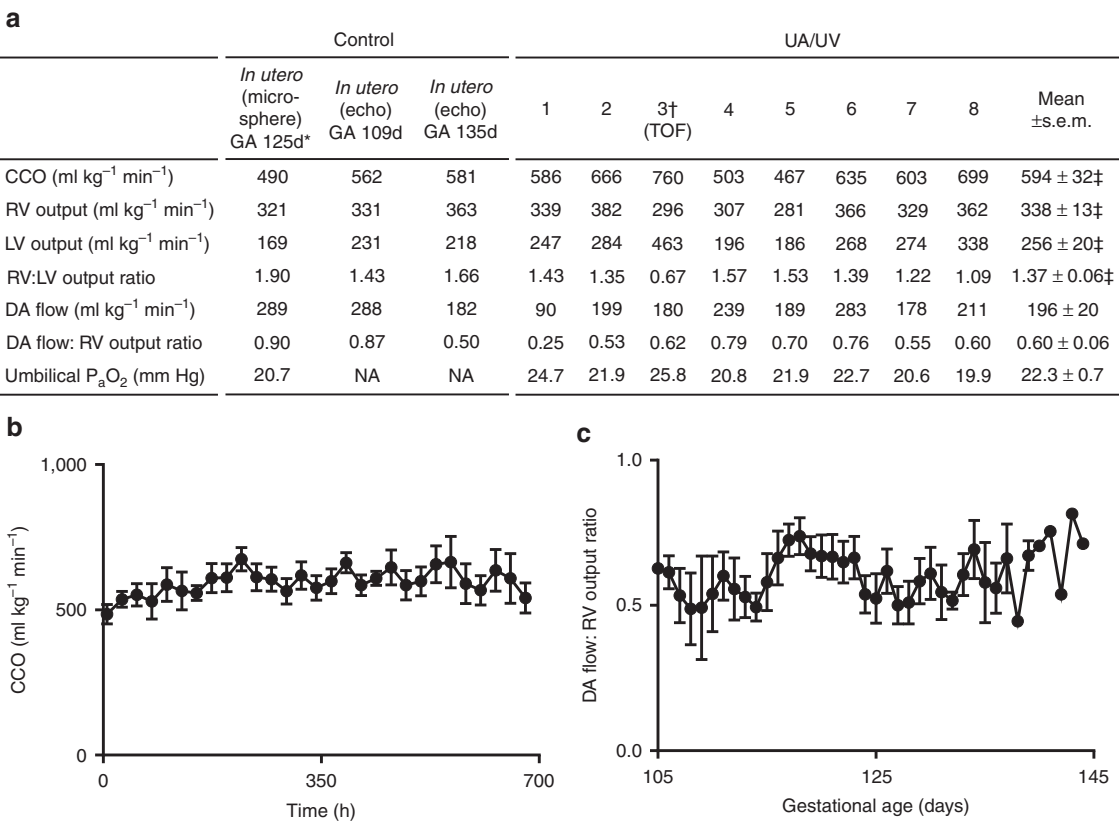 a
Control UA/UV
In utero (micro-sphere) GA 125d* In utero (echo) GA 109d In utero (echo) GA 135d 1 2 3† (TOF) 4 5 6 7 8 Mean ±s.e.m.
CCO (ml kg⁻¹ min⁻¹) 490 562 581 586 666 760 503 467 635 603 699 594 ± 32‡
RV output (ml kg⁻¹ min⁻¹) 321 331 363 339 382 296 307 281 366 329 362 338 ± 13‡
LV output (ml kg⁻¹ min⁻¹) 169 231 218 247 284 463 196 186 268 274 338 256 ± 20‡
RV:LV output ratio 1.90 1.43 1.66 1.43 1.35 0.67 1.57 1.53 1.39 1.22 1.09 1.37 ± 0.06‡
DA flow (ml kg⁻¹ min⁻¹) 289 288 182 90 199 180 239 189 283 178 211 196 ± 20
DA flow: RV output ratio 0.90 0.87 0.50 0.25 0.53 0.62 0.79 0.70 0.76 0.55 0.60 0.60 ± 0.06
Umbilical PₐO₂ (mm Hg) 20.7 NA NA 24.7 21.9 25.8 20.8 21.9 22.7 20.6 19.9 22.3 ± 0.7
b
CCO (ml kg⁻¹ min⁻¹)
1,000
500
0
0 350 700
Time (h)
c
DA flow: RV output ratio
1.0
0.5
0.0
105 125 145
Gestational age (days)